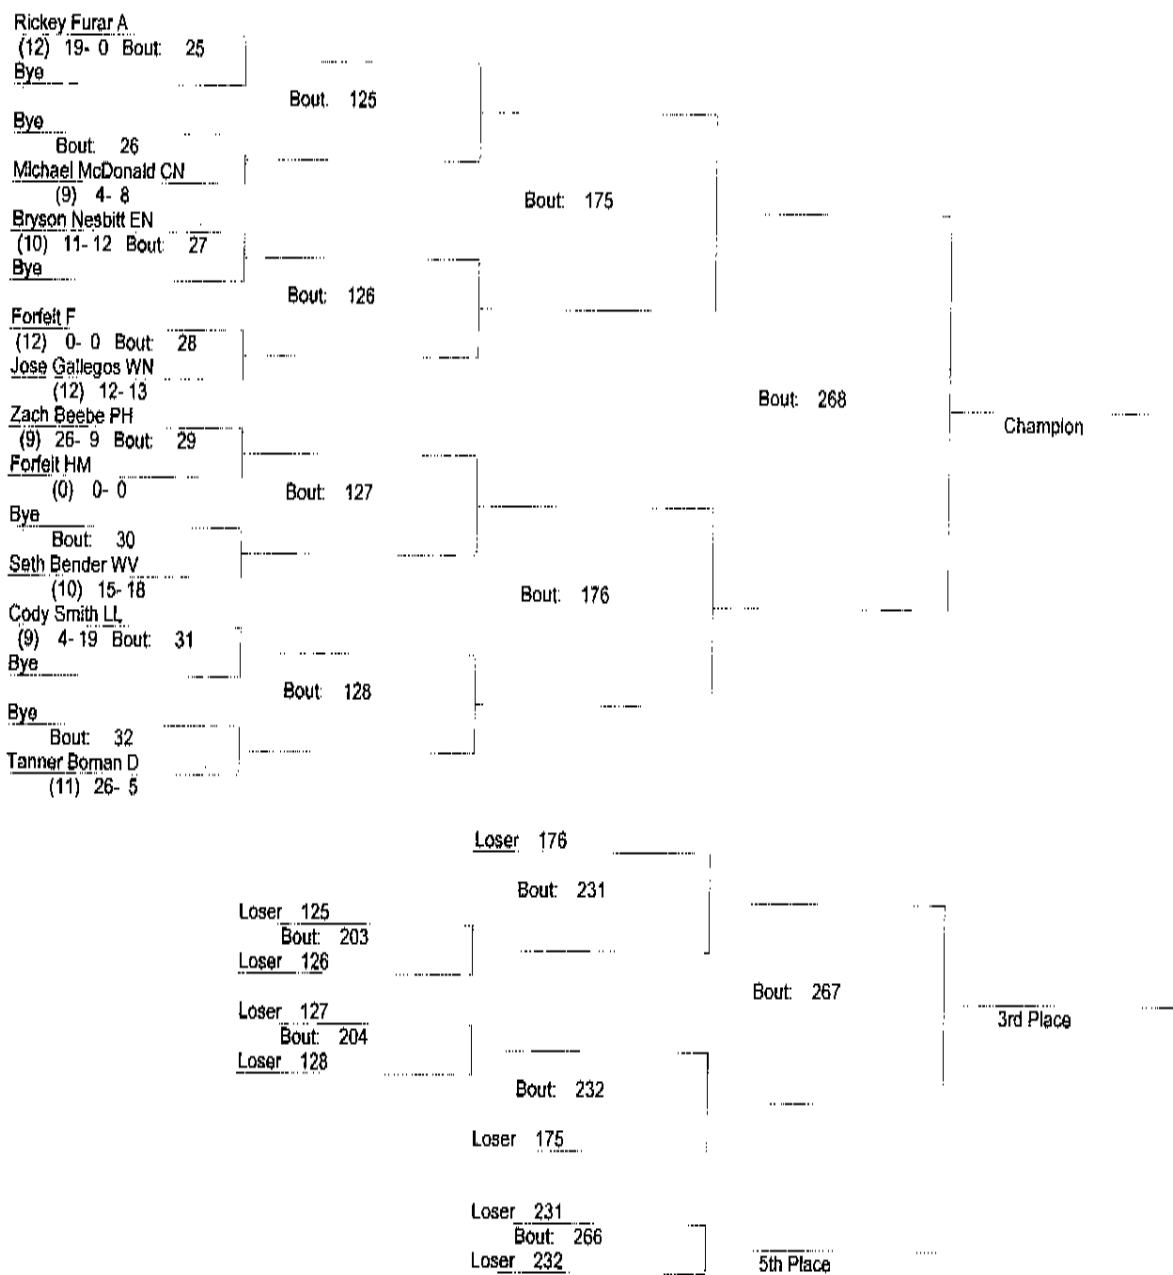 Rickey Furar A
(12) 19- 0 Bout: 25
Bye
Bout. 125
Bye
Bout: 26
Michael McDonald CN
(9) 4- 8
Bout: 175
Bryson Nesbitt EN
(10) 11- 12 Bout: 27
Bye
Bout: 126
Forfeit F
(12) 0- 0 Bout: 28
Jose Gallegos WN
(12) 12- 13
Bout: 268
Champion
Zach Beebe PH
(9) 26- 9 Bout: 29
Forfeit HM
(0) 0- 0
Bout: 127
Bye
Bout: 30
Seth Bender WV
(10) 15- 18
Bout: 176
Cody Smith LL
(9) 4- 19 Bout: 31
Bye
Bout: 128
Bye
Bout: 32
Tanner Boman D
(11) 26- 5
Loser 176
Bout: 231
Loser 125
Bout: 203
Loser 126
Bout: 267
3rd Place
Loser 127
Bout: 204
Loser 128
Bout: 232
Loser 175
Loser 231
Bout: 266
Loser 232
5th Place